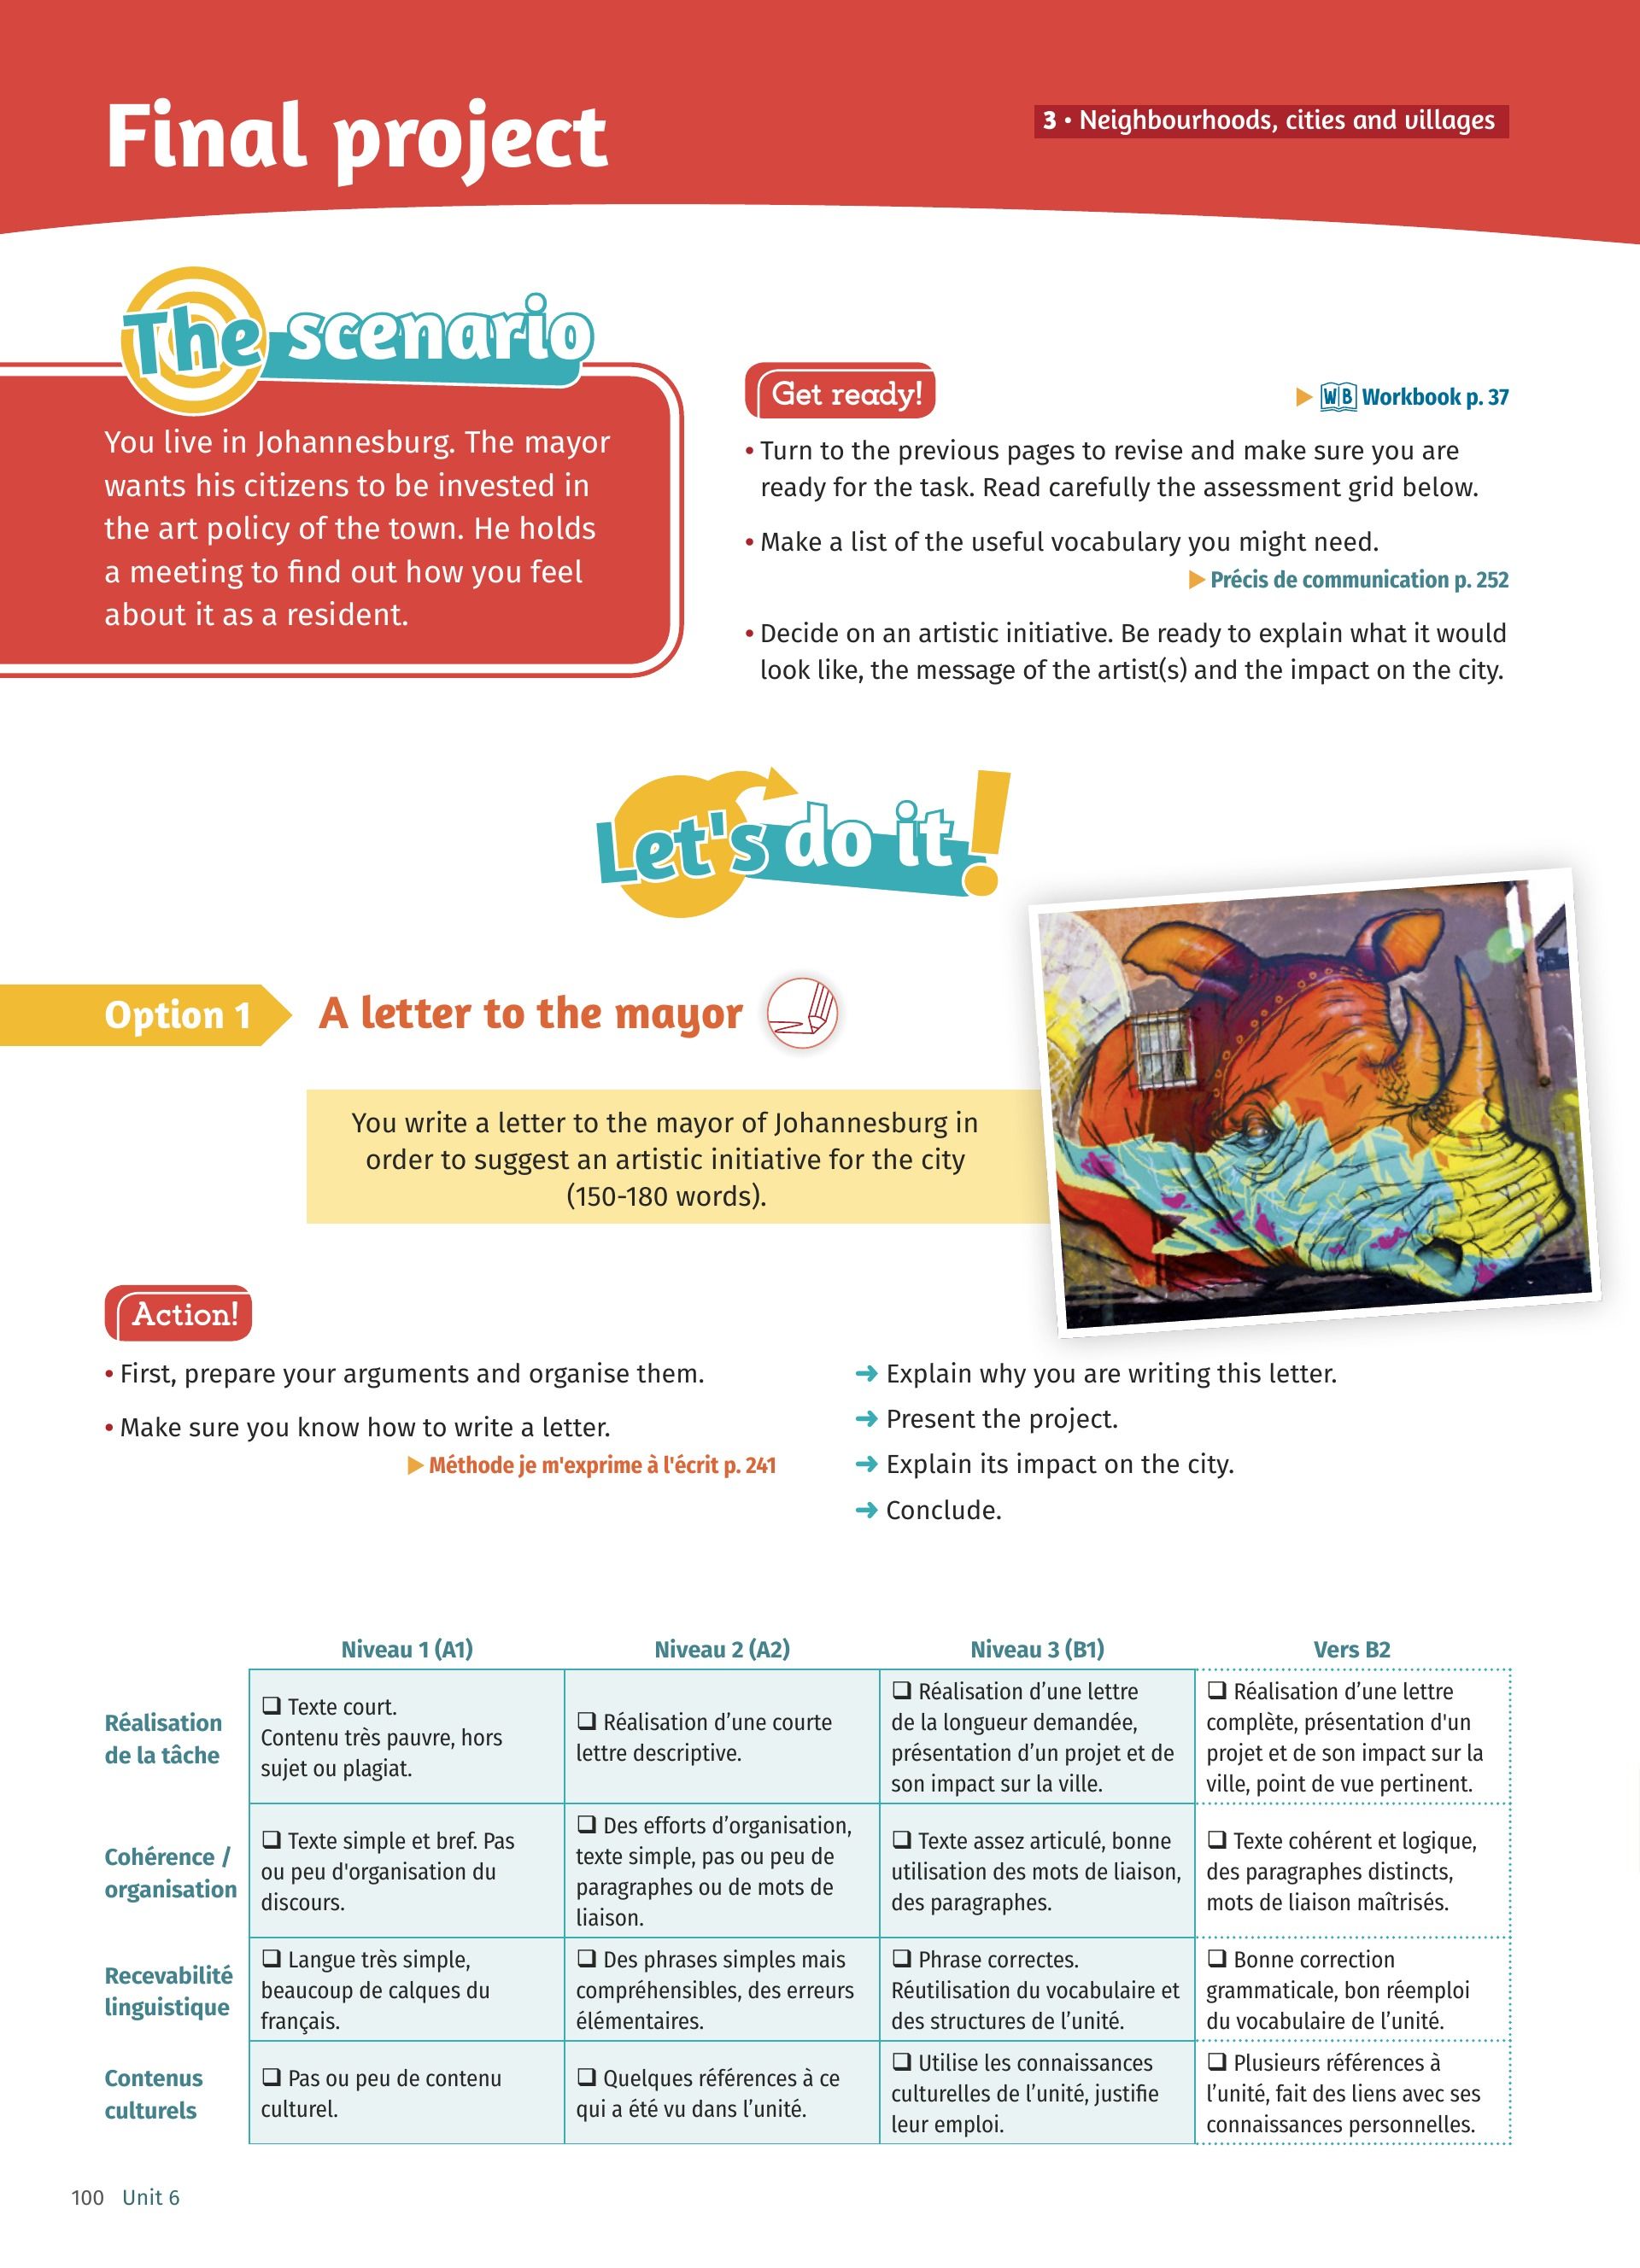 Final project
3 • Neighbourhoods, cities and villages
The scenario
You live in Johannesburg. The mayor
wants his citizens to be invested in
the art policy of the town. He holds
a meeting to find out how you feel
about it as a resident.
Get ready!
WB Workbook p. 37
• Turn to the previous pages to revise and make sure you are
ready for the task. Read carefully the assessment grid below.
• Make a list of the useful vocabulary you might need.
Précis de communication p. 252
• Decide on an artistic initiative. Be ready to explain what it would
look like, the message of the artist(s) and the impact on the city.
Let's do it!
Option 1
A letter to the mayor
You write a letter to the mayor of Johannesburg in
order to suggest an artistic initiative for the city
(150-180 words).
Action!
• First, prepare your arguments and organise them.
• Make sure you know how to write a letter.
Méthode je m'exprime à l'écrit p. 241
➜ Explain why you are writing this letter.
➜ Present the project.
➜ Explain its impact on the city.
➜ Conclude.
Niveau 1 (A1)
Niveau 2 (A2)
Niveau 3 (B1)
Vers B2
Réalisation
de la tâche
❑ Texte court.
Contenu très pauvre, hors
sujet ou plagiat.
❑ Réalisation d’une courte
lettre descriptive.
❑ Réalisation d’une lettre
de la longueur demandée,
présentation d’un projet et de
son impact sur la ville.
❑ Réalisation d’une lettre
complète, présentation d'un
projet et de son impact sur la
ville, point de vue pertinent.
Cohérence /
organisation
❑ Texte simple et bref. Pas
ou peu d'organisation du
discours.
❑ Des efforts d’organisation,
texte simple, pas ou peu de
paragraphes ou de mots de
liaison.
❑ Texte assez articulé, bonne
utilisation des mots de liaison,
des paragraphes.
❑ Texte cohérent et logique,
des paragraphes distincts,
mots de liaison maîtrisés.
Recevabilité
linguistique
❑ Langue très simple,
beaucoup de calques du
français.
❑ Des phrases simples mais
compréhensibles, des erreurs
élémentaires.
❑ Phrase correctes.
Réutilisation du vocabulaire et
des structures de l’unité.
❑ Bonne correction
grammaticale, bon réemploi
du vocabulaire de l’unité.
Contenus
culturels
❑ Pas ou peu de contenu
culturel.
❑ Quelques références à ce
qui a été vu dans l’unité.
❑ Utilise les connaissances
culturelles de l’unité, justifie
leur emploi.
❑ Plusieurs références à
l’unité, fait des liens avec ses
connaissances personnelles.
100 Unit 6